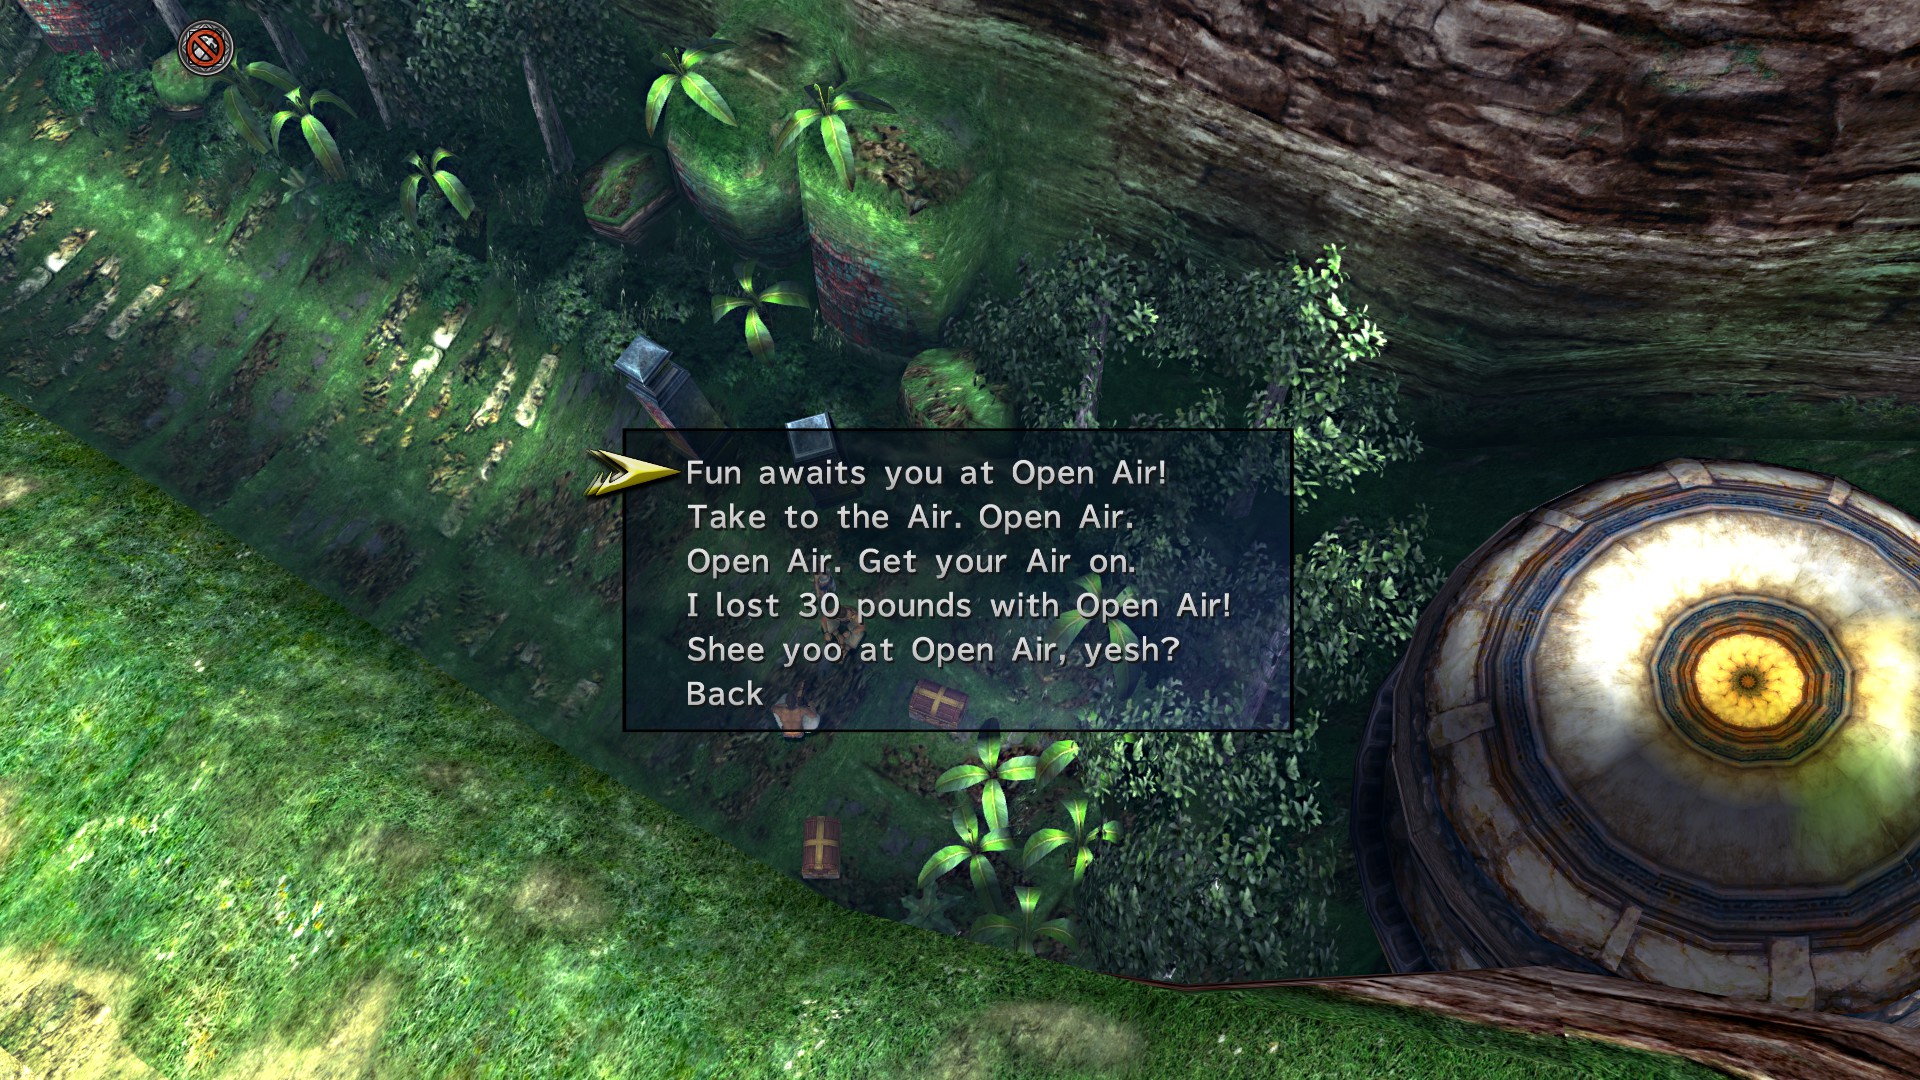 Fun awaits you at Open Air!
Take to the Air. Open Air.
Open Air. Get your Air on.
I lost 30 pounds with Open Air!
Shee yoo at Open Air, yesh?
Back